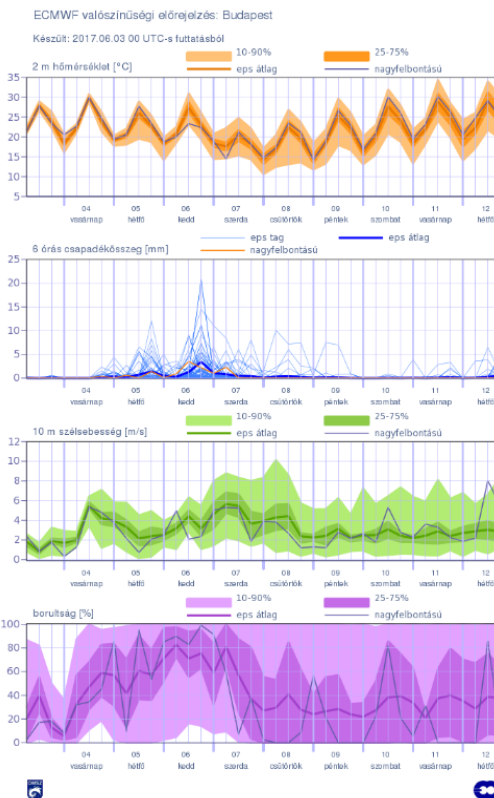 ECMWF valószínűségi előrejelzés: Budapest
Készült: 2017.06.03 00 UTC-s futtatásból
2 m hőmérséklet [°C]
10-90% 25-75%
eps átlag nagyfelbontású
35
30
25
20
15
10
5
04 05 06 07 08 09 10 11 12
vasárnap hétfő kedd szerda csütörtök péntek szombat vasárnap hétfő
6 órás csapadékösszeg [mm]
eps tag eps átlag
nagyfelbontású
25
20
15
10
5
0
04 05 06 07 08 09 10 11 12
vasárnap hétfő kedd szerda csütörtök péntek szombat vasárnap hétfő
10 m szélsebesség [m/s]
10-90% 25-75%
eps átlag nagyfelbontású
12
10
8
6
4
2
0
04 05 06 07 08 09 10 11 12
vasárnap hétfő kedd szerda csütörtök péntek szombat vasárnap hétfő
borultság [%]
10-90% 25-75%
eps átlag nagyfelbontású
100
80
60
40
20
0
04 05 06 07 08 09 10 11 12
vasárnap hétfő kedd szerda csütörtök péntek szombat vasárnap hétfő